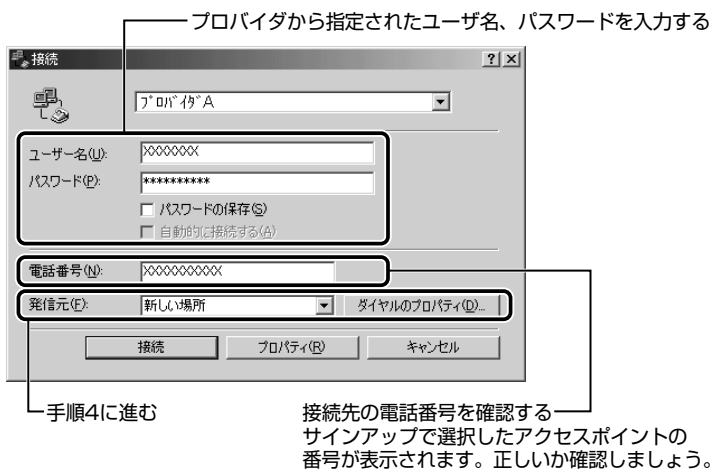 プロバイダから指定されたユーザ名、パスワードを入力する
接続
ﾌﾟﾛﾊﾞｲﾀﾞA
ユーザー名(U): XXXXXXX
パスワード(P): **********
パスワードの保存(S)
自動的に接続する(A)
電話番号(N): XXXXXXXXXX
発信元(F): 新しい場所 ダイヤルのプロパティ(D)...
接続 プロパティ(R) キャンセル
手順4に進む
接続先の電話番号を確認する
サインアップで選択したアクセスポイントの
番号が表示されます。正しいか確認しましょう。